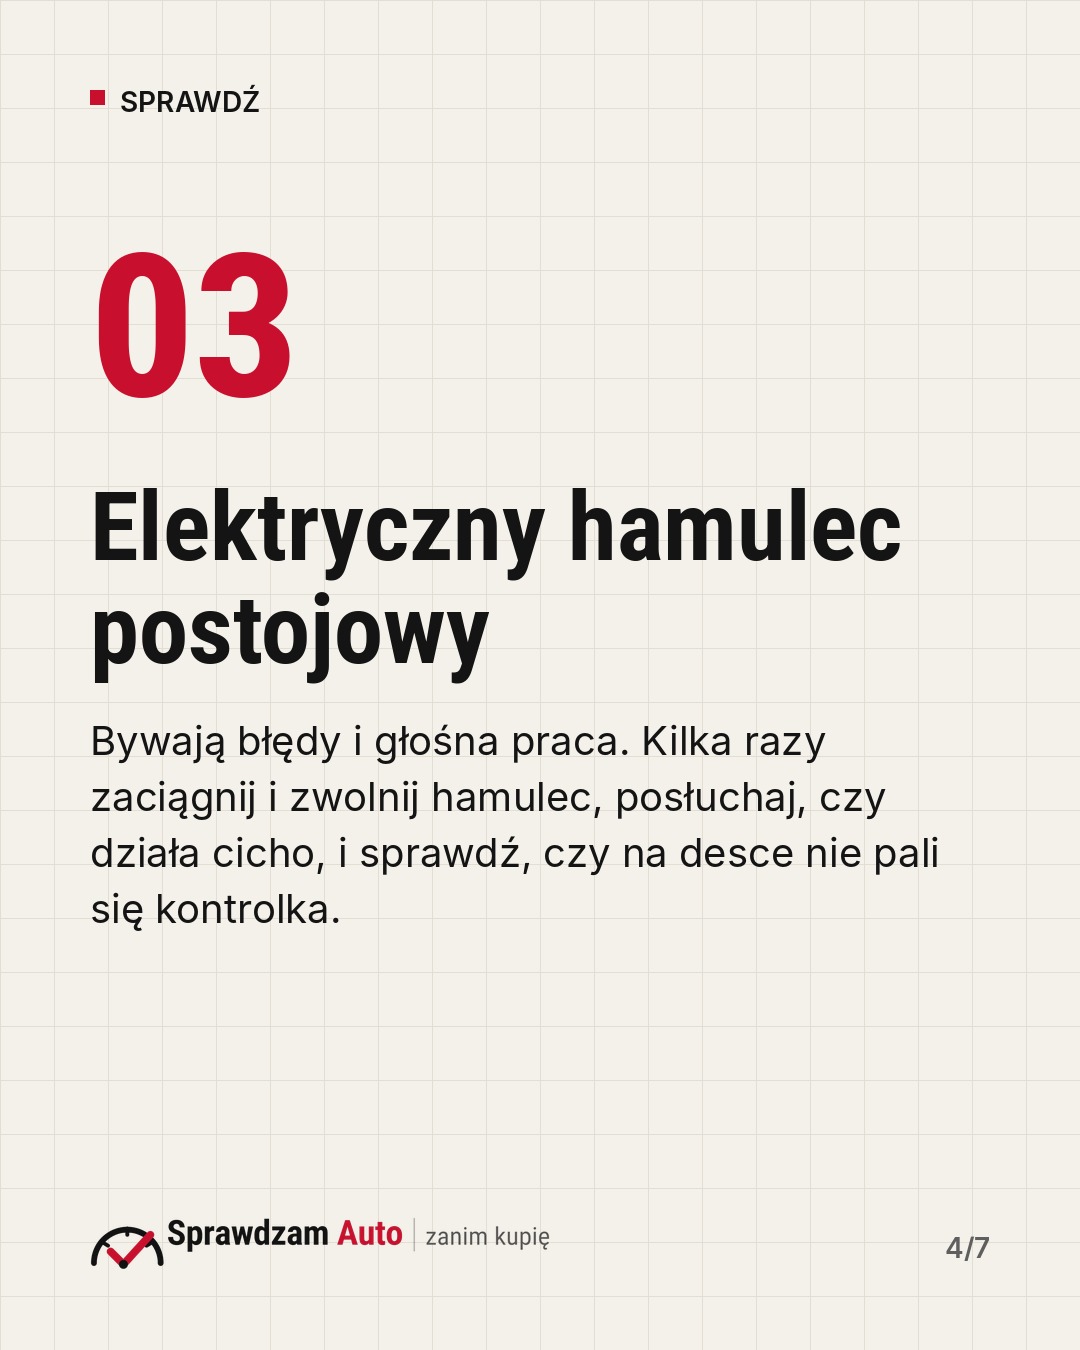 SPRAWDŹ
03
Elektryczny hamulec
postojowy
Bywają błędy i głośna praca. Kilka razy
zaciągnij i zwolnij hamulec, posłuchaj, czy
działa cicho, i sprawdź, czy na desce nie pali
się kontrolka.
Sprawdzam Auto | zanim kupię
4/7